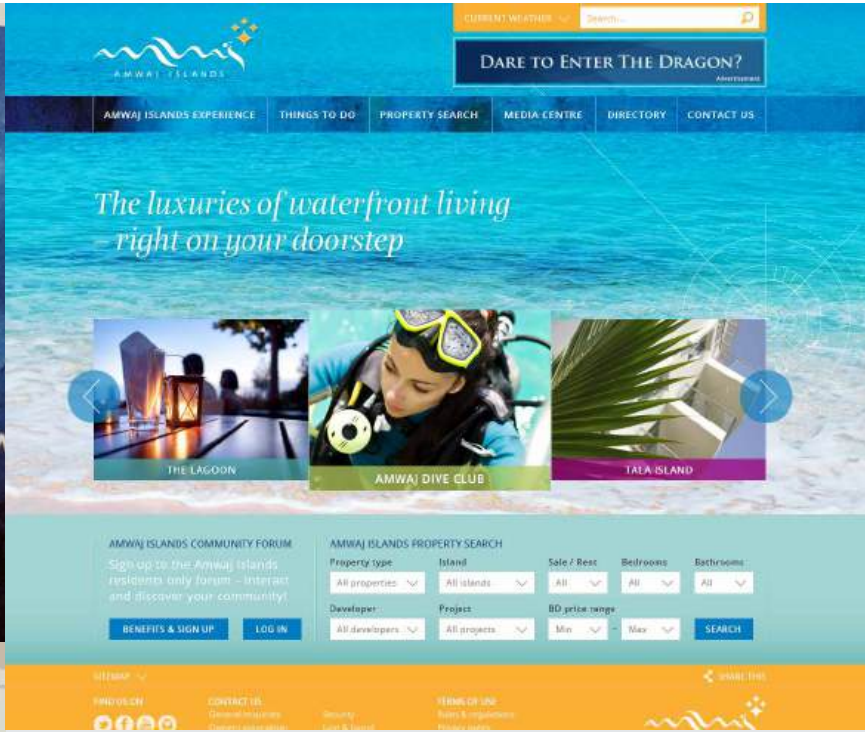 CURRENT WEATHER
Search...
AMWAJ ISLANDS
DARE TO ENTER THE DRAGON?
Advertisement
AMWAJ ISLANDS EXPERIENCE
THINGS TO DO
PROPERTY SEARCH
MEDIA CENTRE
DIRECTORY
CONTACT US
The luxuries of waterfront living
– right on your doorstep
THE LAGOON
AMWAJ DIVE CLUB
TALA ISLAND
AMWAJ ISLANDS COMMUNITY FORUM
Sign up to the Amwaj Islands
residents only forum – interact
and discover your community!
BENEFITS & SIGN UP
LOG IN
AMWAJ ISLANDS PROPERTY SEARCH
Property type
Island
Sale / Rent
Bedrooms
Bathrooms
All properties
All islands
All
All
All
Developer
Project
BD price range
All developers
All projects
Min
-
Max
SEARCH
SITEMAP
SHARE THIS
FIND US ON
CONTACT US
General enquiries
Security
TERMS OF USE
Rules & regulations